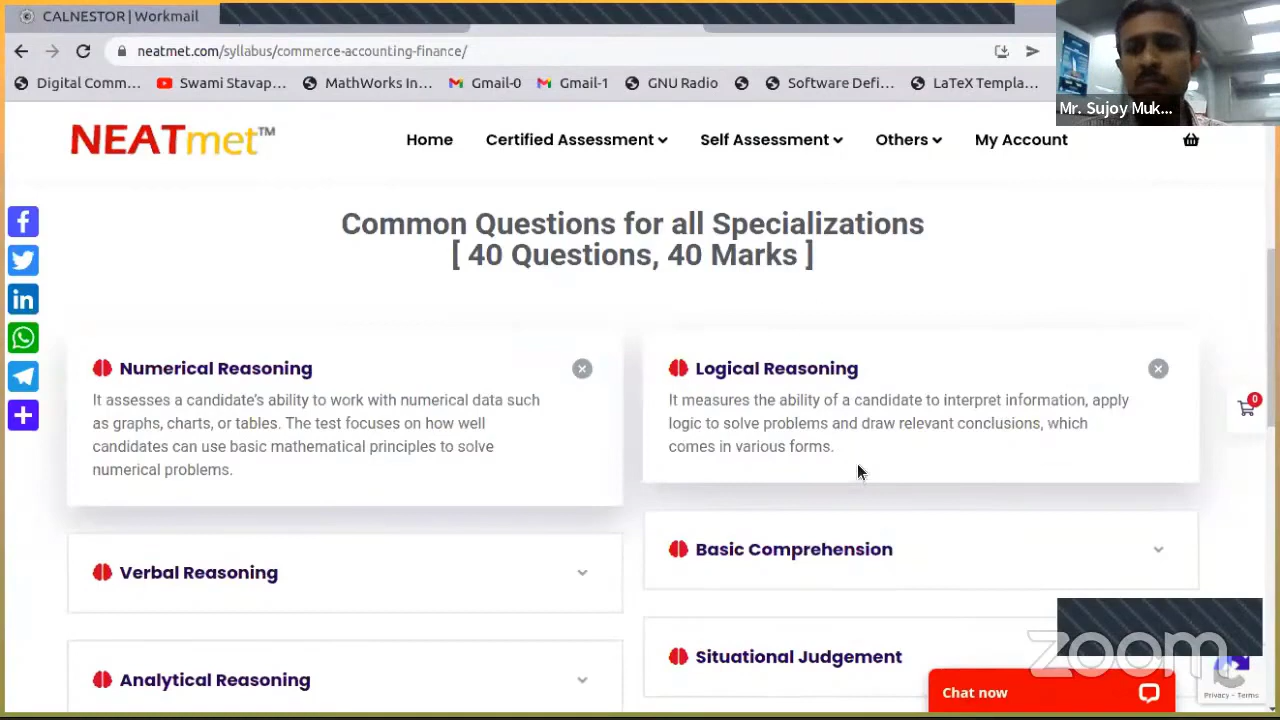 CALNESTOR | Workmail
neatmet.com/syllabus/commerce-accounting-finance/
Digital Comm... Swami Stavap... MathWorks In... Gmail-0 Gmail-1 GNU Radio Software Defi... LaTeX Templa...
Mr. Sujoy Muk...
NEATmet™ Home Certified Assessment Self Assessment Others My Account
Common Questions for all Specializations
[ 40 Questions, 40 Marks ]
Numerical Reasoning
It assesses a candidate’s ability to work with numerical data such
as graphs, charts, or tables. The test focuses on how well
candidates can use basic mathematical principles to solve
numerical problems.
Logical Reasoning
It measures the ability of a candidate to interpret information, apply
logic to solve problems and draw relevant conclusions, which
comes in various forms.
0
Verbal Reasoning
Basic Comprehension
Analytical Reasoning
Situational Judgement
zoom
Chat now
Privacy - Terms